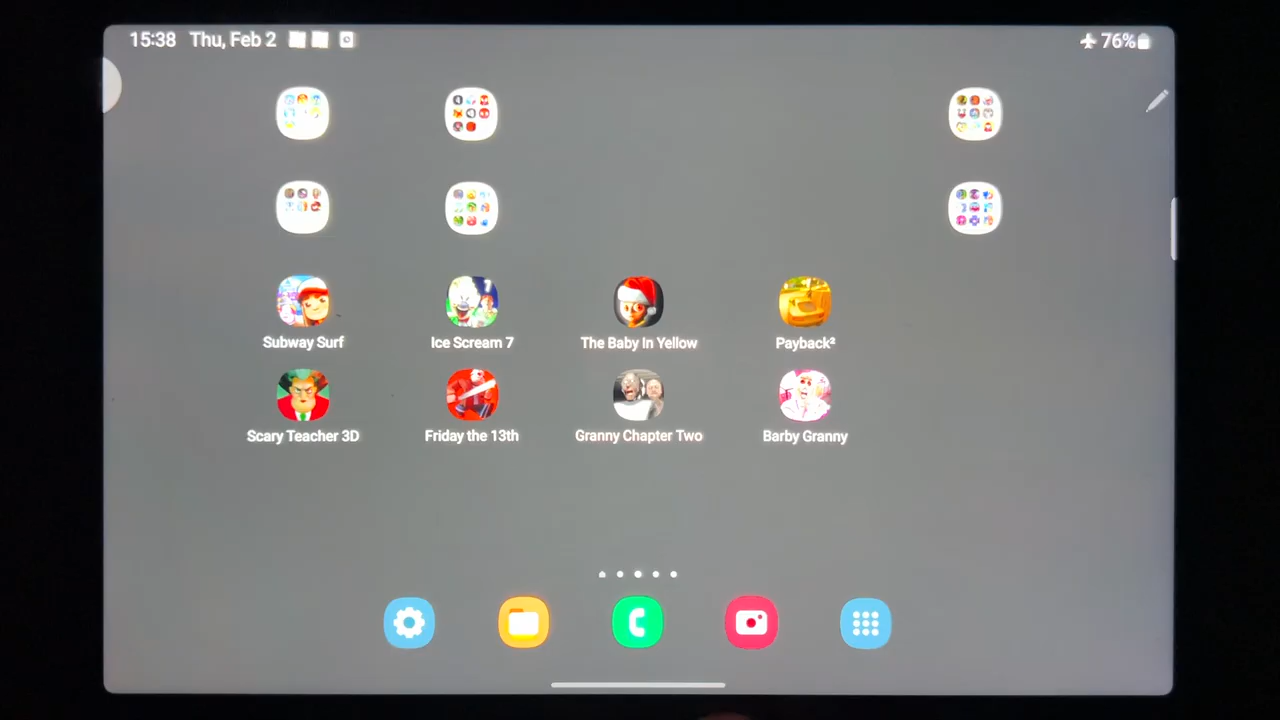 15:38 Thu, Feb 2
76%
Subway Surf
Ice Scream 7
The Baby In Yellow
Payback²
Scary Teacher 3D
Friday the 13th
Granny Chapter Two
Barby Granny